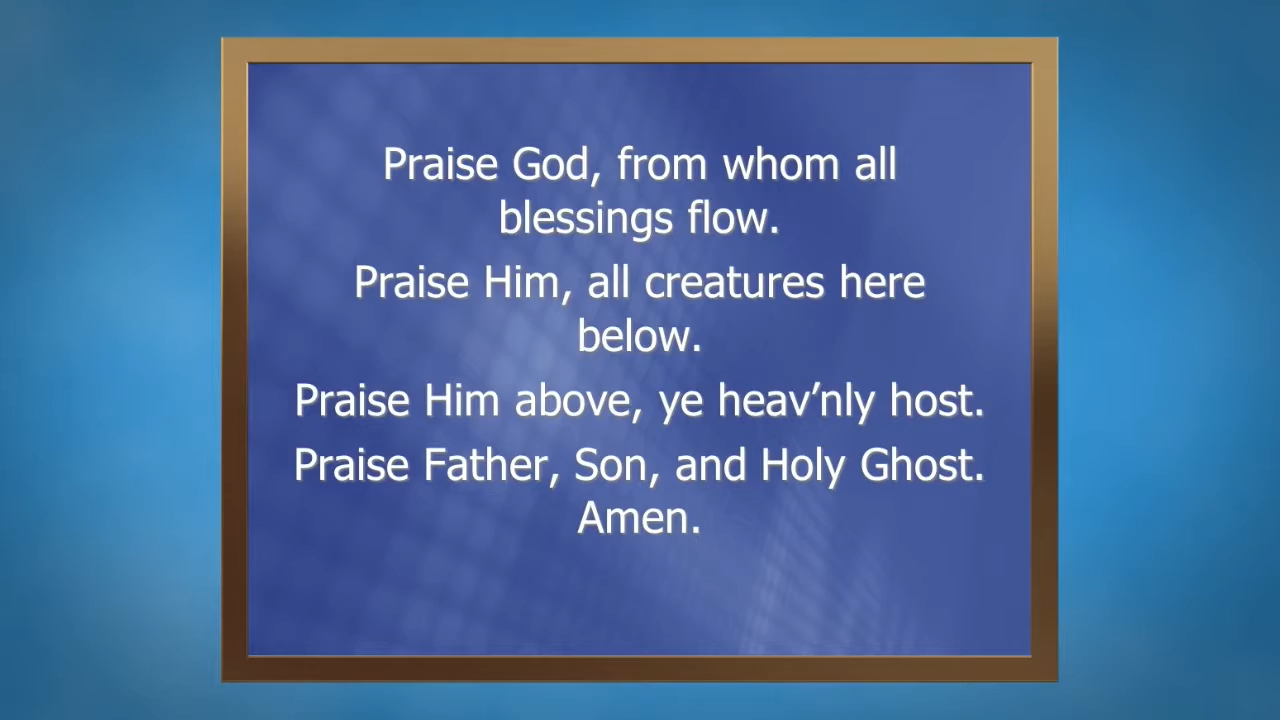 Praise God, from whom all
blessings flow.
Praise Him, all creatures here
below.
Praise Him above, ye heav’nly host.
Praise Father, Son, and Holy Ghost.
Amen.